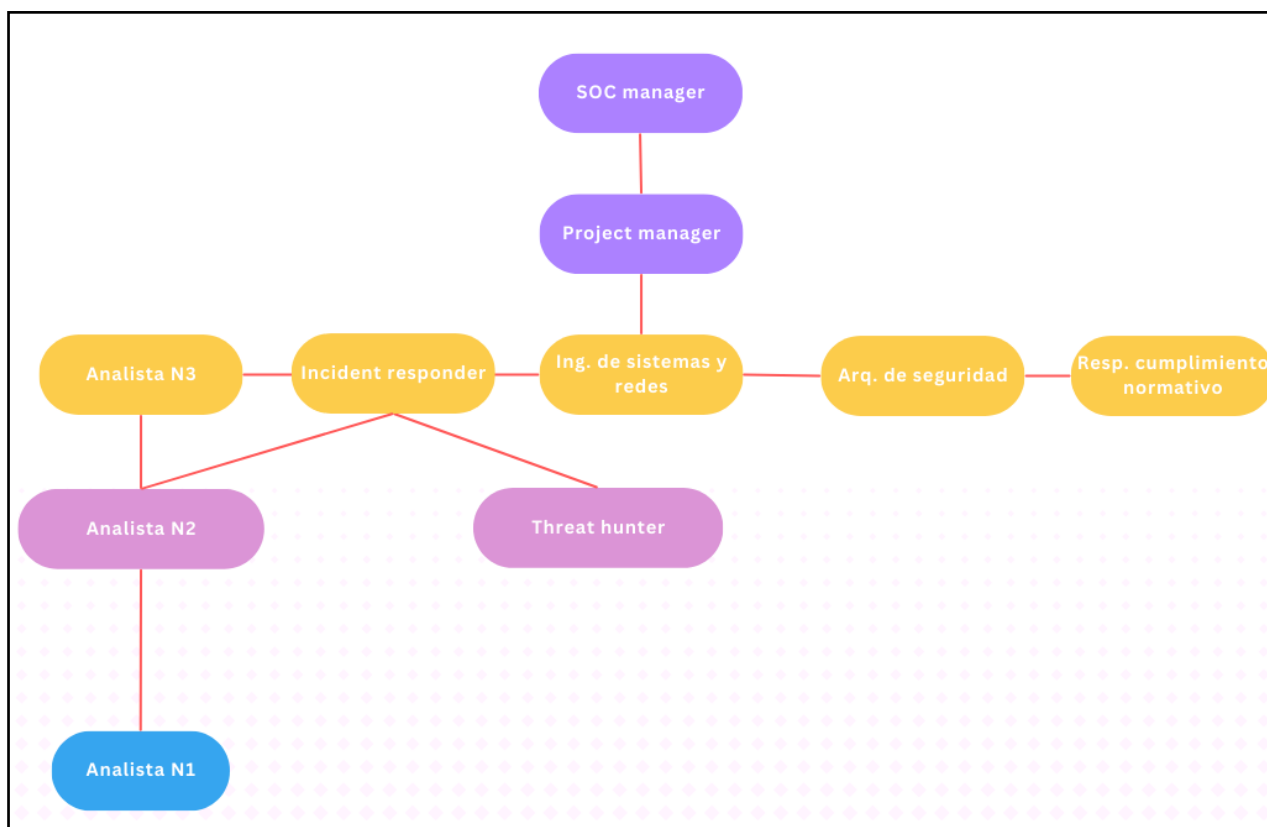 SOC manager
Project manager
Analista N3
Incident responder
Ing. de sistemas y
redes
Arq. de seguridad
Resp. cumplimiento
normativo
Analista N2
Threat hunter
Analista N1